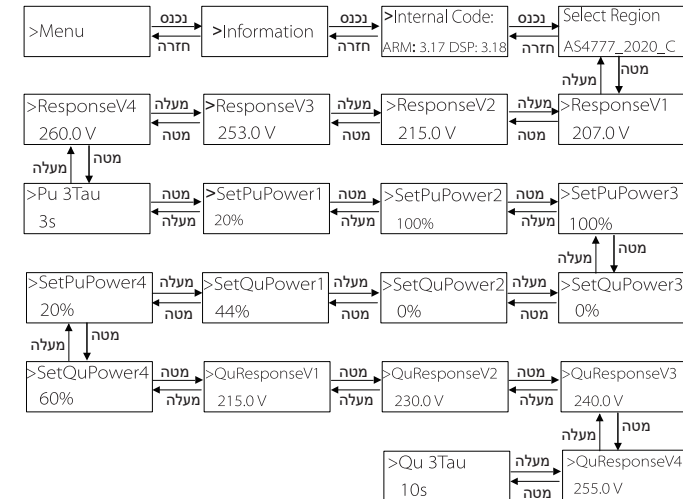 >Menu
נכנס
חזרה
>Information
נכנס
חזרה
>Internal Code:
ARM: 3.17 DSP: 3.18
נכנס
חזרה
Select Region
AS4777_2020_C
מעלה
מטה
>ResponseV4
260.0 V
מעלה
מטה
>ResponseV3
253.0 V
מעלה
מטה
>ResponseV2
215.0 V
מעלה
מטה
>ResponseV1
207.0 V
מעלה
מטה
>Pu 3Tau
3s
מטה
מעלה
>SetPuPower1
20%
מטה
מעלה
>SetPuPower2
100%
מטה
מעלה
>SetPuPower3
100%
מעלה
מטה
>SetPuPower4
20%
מעלה
מטה
>SetQuPower1
44%
מעלה
מטה
>SetQuPower2
0%
מעלה
מטה
>SetQuPower3
0%
מעלה
מטה
>SetQuPower4
60%
מטה
מעלה
>QuResponseV1
215.0 V
מטה
מעלה
>QuResponseV2
230.0 V
מטה
מעלה
>QuResponseV3
240.0 V
מעלה
מטה
>Qu 3Tau
10s
מעלה
מטה
>QuResponseV4
255.0 V